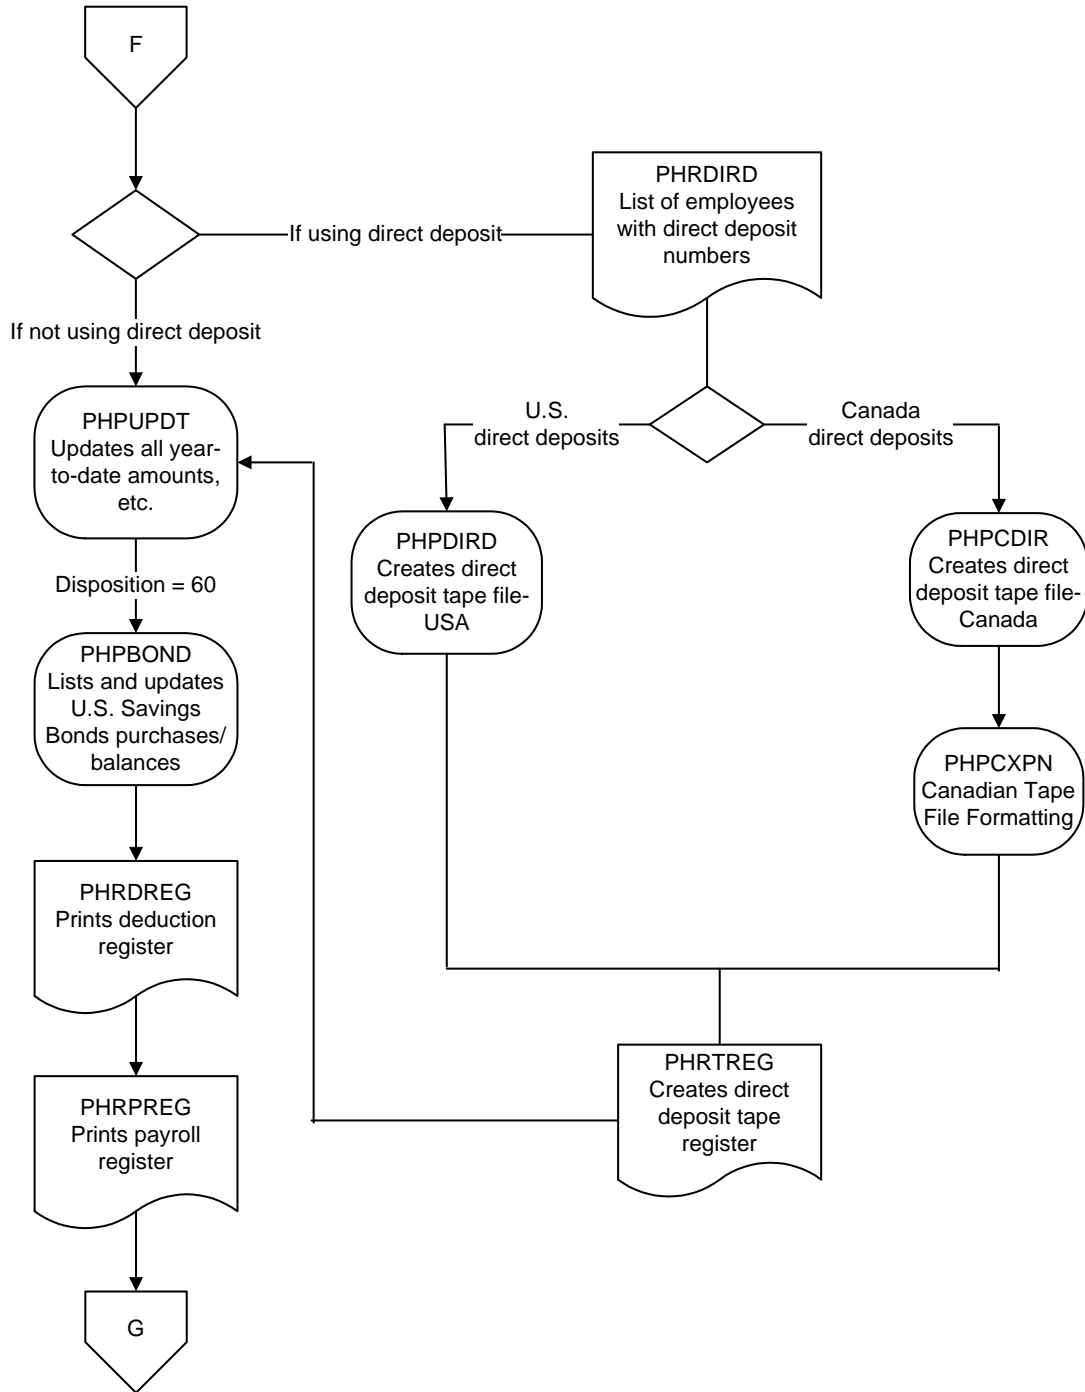 F
If using direct deposit
PHRDIRD
List of employees
with direct deposit
numbers
If not using direct deposit
U.S.
direct deposits
Canada
direct deposits
PHPUPDT
Updates all year-
to-date amounts,
etc.
PHPDIRD
Creates direct
deposit tape file-
USA
PHPCDIR
Creates direct
deposit tape file-
Canada
Disposition = 60
PHPBOND
Lists and updates
U.S. Savings
Bonds purchases/
balances
PHPCXPN
Canadian Tape
File Formatting
PHRDREG
Prints deduction
register
PHRTREG
Creates direct
deposit tape
register
PHRPREG
Prints payroll
register
G